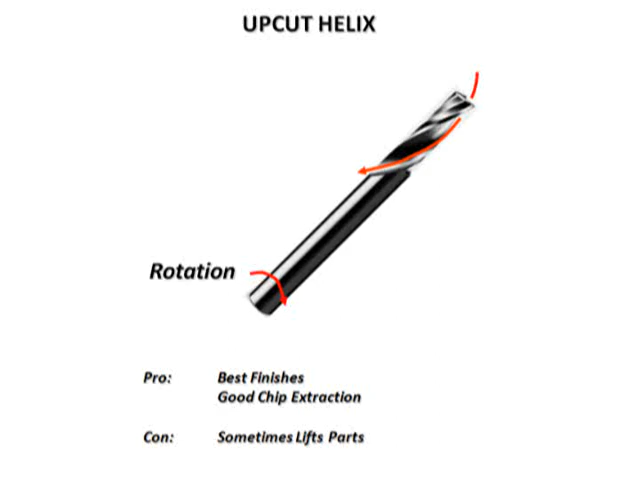 UPCUT HELIX
Rotation
Pro: Best Finishes
Good Chip Extraction
Con: Sometimes Lifts Parts